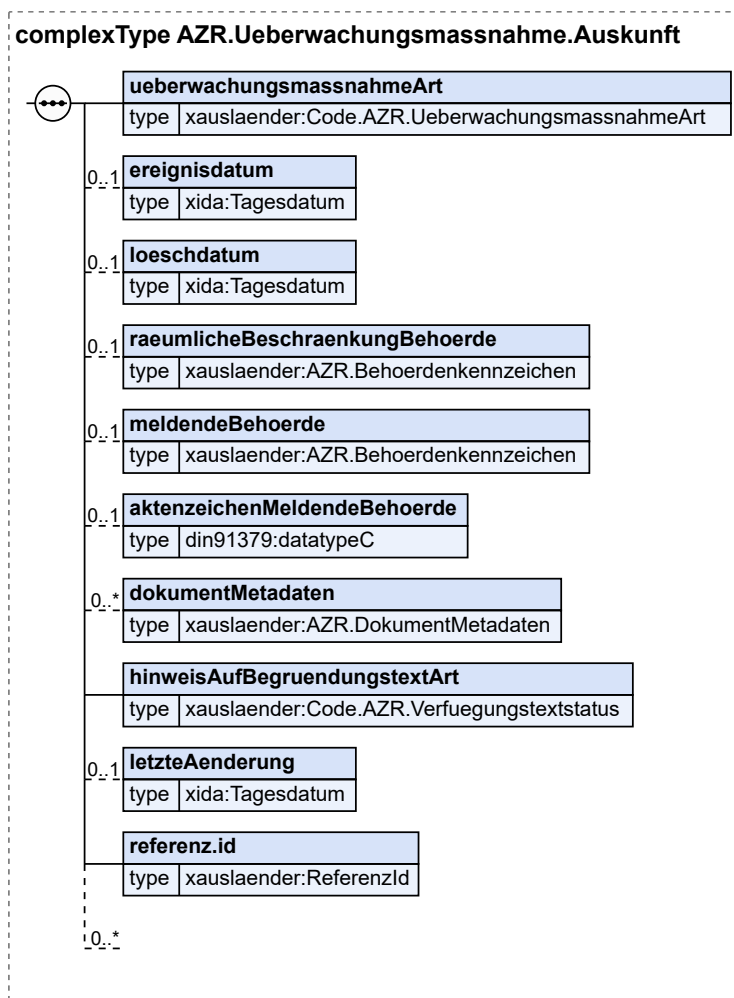 complexType AZR.Ueberwachungsmassnahme.Auskunft
ueberwachungsmassnahmeArt
type xauslaender:Code.AZR.UeberwachungsmassnahmeArt
0..1 ereignisdatum
type xida:Tagesdatum
0..1 loeschdatum
type xida:Tagesdatum
0..1 raeumlicheBeschraenkungBehoerde
type xauslaender:AZR.Behoerdenkennzeichen
0..1 meldendeBehoerde
type xauslaender:AZR.Behoerdenkennzeichen
0..1 aktenzeichenMeldendeBehoerde
type din91379:datatypeC
0..* dokumentMetadaten
type xauslaender:AZR.DokumentMetadaten
hinweisAufBegruendungstextArt
type xauslaender:Code.AZR.Verfuegungstextstatus
0..1 letzteAenderung
type xida:Tagesdatum
referenz.id
type xauslaender:ReferenzId
0..*